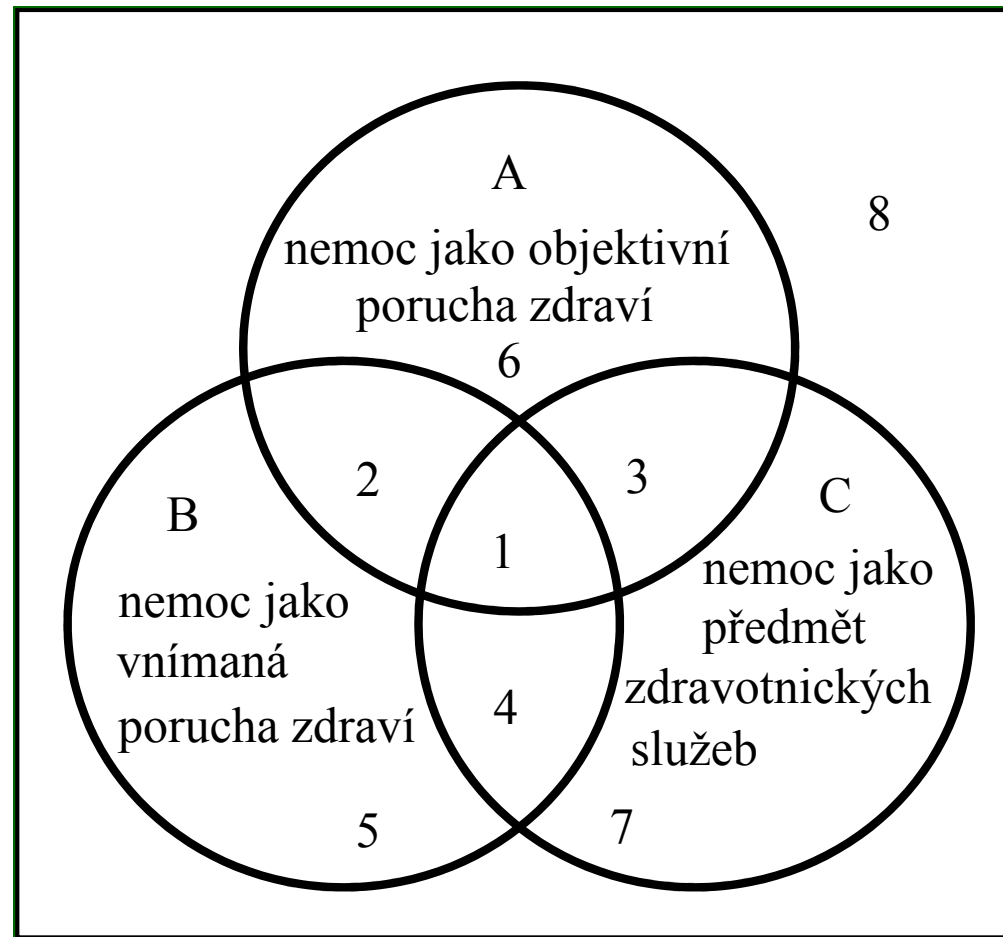 A
8
nemoc jako objektivní
porucha zdraví
6
2
3
B
C
1
nemoc jako
vnímaná
porucha zdraví
nemoc jako
předmět
zdravotnických
služeb
4
5
7